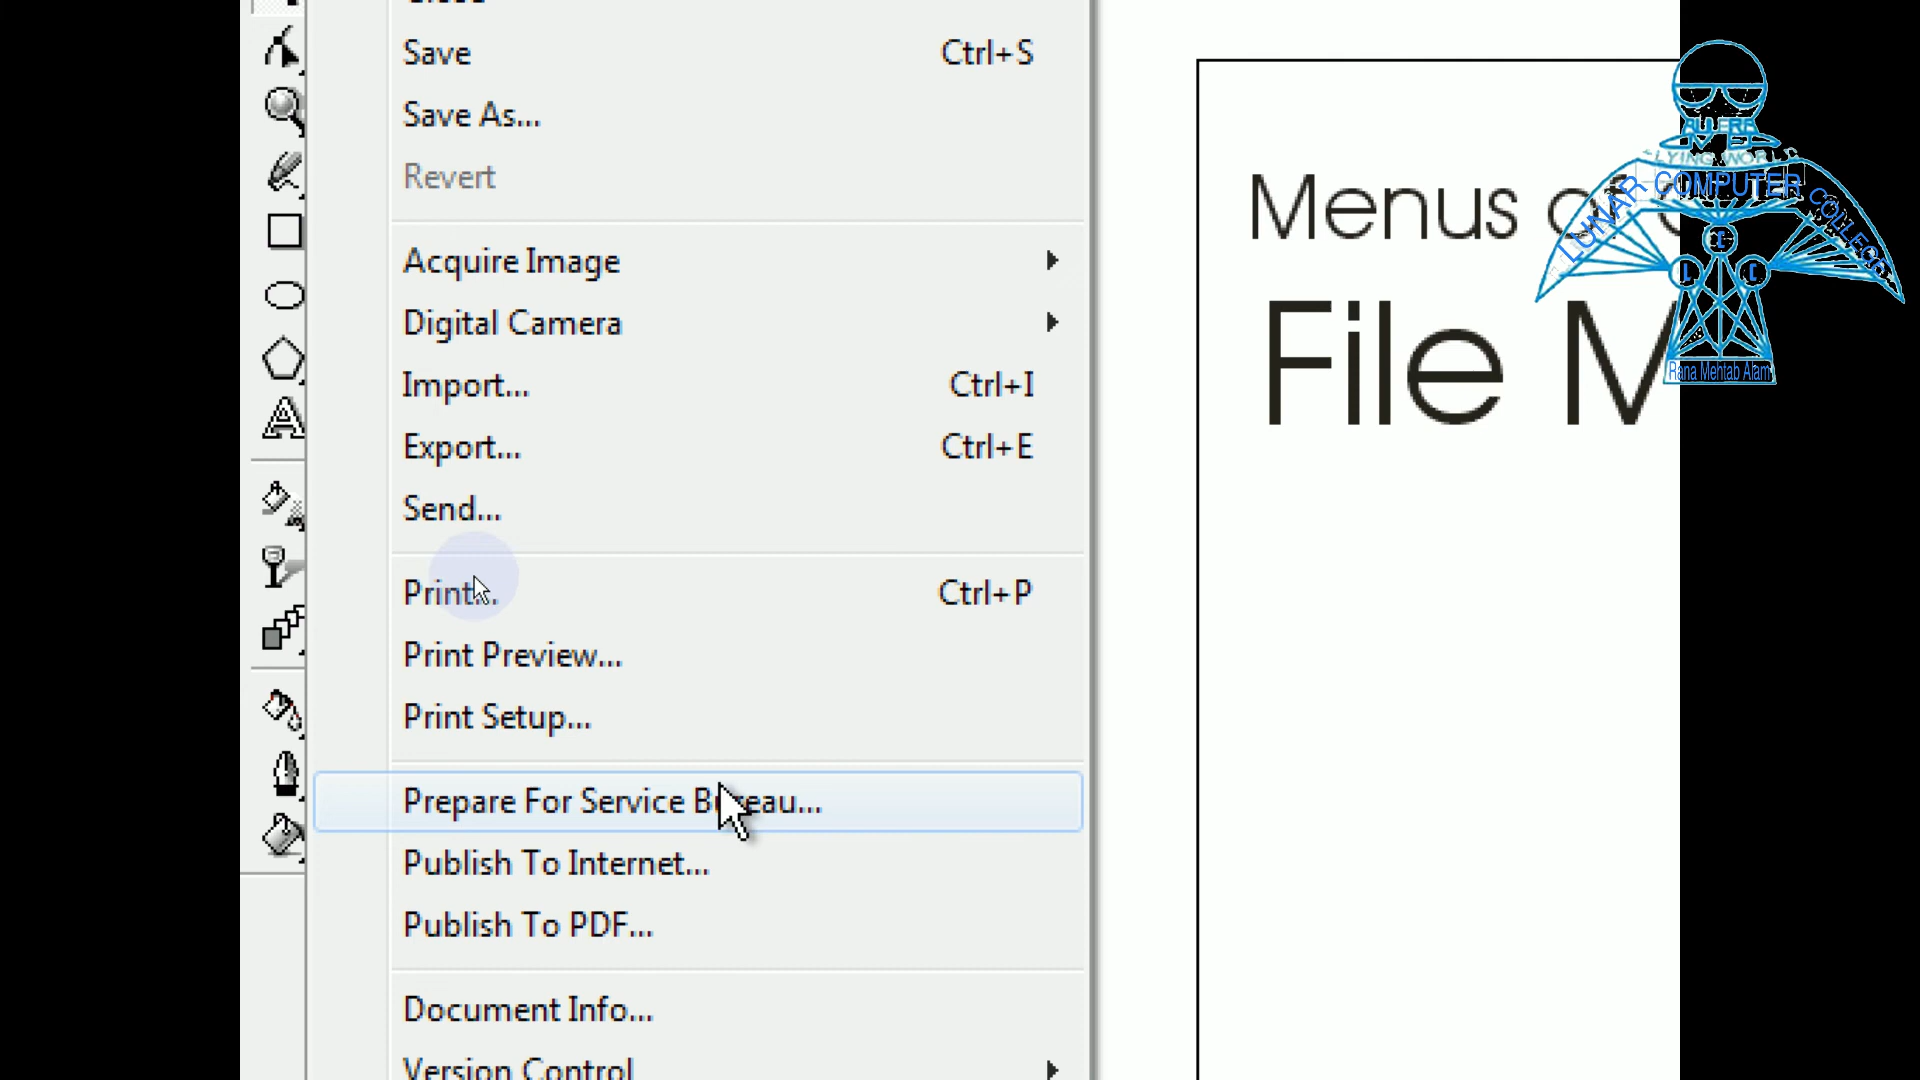 Save Ctrl+S
Save As...
Revert
Acquire Image
Digital Camera
Import... Ctrl+I
Export... Ctrl+E
Send...
Print... Ctrl+P
Print Preview...
Print Setup...
Prepare For Service Bureau...
Publish To Internet...
Publish To PDF...
Document Info...
Version Control
Menus
File M
LUNAR COMPUTER COLLEGE
Rana Mehtab Alam